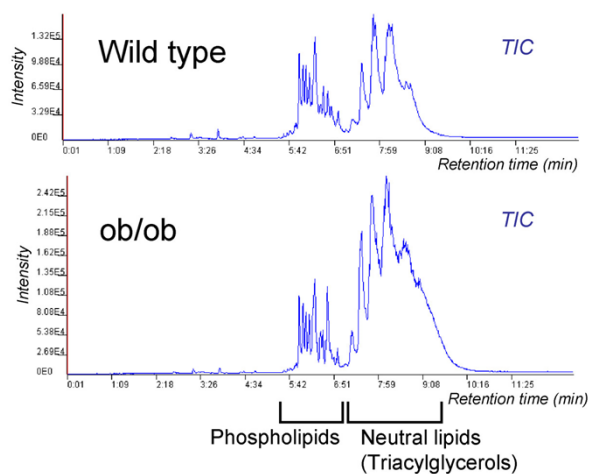 Wild type
TIC
Intensity
1.32E5
9.88E4
6.59E4
3.29E4
0E0
0:01 1:09 2:18 3:26 4:34 5:42 6:51 7:59 9:08 10:16 11:25
Retention time (min)
ob/ob
TIC
Intensity
2.42E5
2.15E5
1.88E5
1.62E5
1.35E5
1.08E5
8.08E4
5.38E4
2.69E4
0E0
0:01 1:09 2:18 3:26 4:34 5:42 6:51 7:59 9:08 10:16 11:25
Retention time (min)
Phospholipids
Neutral lipids
(Triacylglycerols)